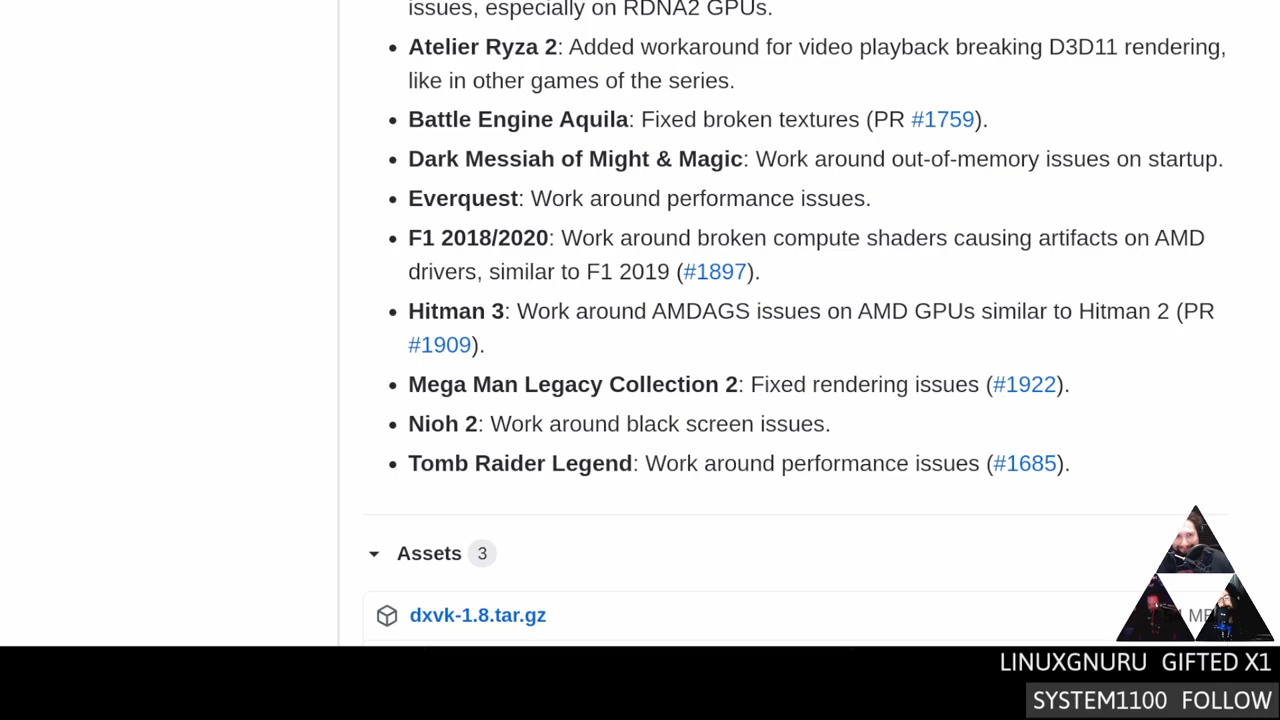 issues, especially on RDNA2 GPUs.
• Atelier Ryza 2: Added workaround for video playback breaking D3D11 rendering,
like in other games of the series.
• Battle Engine Aquila: Fixed broken textures (PR #1759).
• Dark Messiah of Might & Magic: Work around out-of-memory issues on startup.
• Everquest: Work around performance issues.
• F1 2018/2020: Work around broken compute shaders causing artifacts on AMD
drivers, similar to F1 2019 (#1897).
• Hitman 3: Work around AMDAGS issues on AMD GPUs similar to Hitman 2 (PR
#1909).
• Mega Man Legacy Collection 2: Fixed rendering issues (#1922).
• Nioh 2: Work around black screen issues.
• Tomb Raider Legend: Work around performance issues (#1685).
Assets 3
dxvk-1.8.tar.gz
LINUXGNURU GIFTED X1
SYSTEM1100 FOLLOW